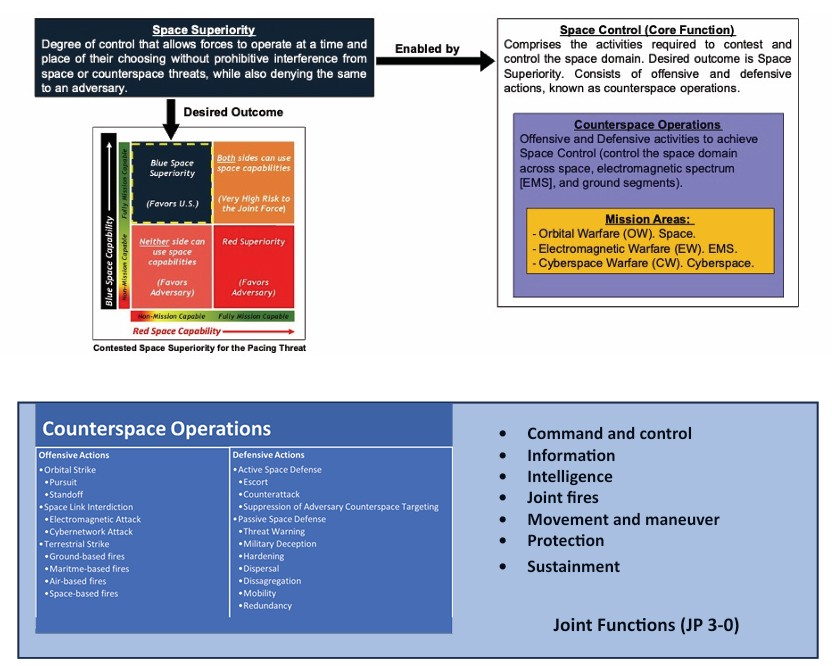 Space Superiority
Degree of control that allows forces to operate at a time and
place of their choosing without prohibitive interference from
space or counterspace threats, while also denying the same
to an adversary.
Enabled by
Space Control (Core Function)
Comprises the activities required to contest and
control the space domain. Desired outcome is Space
Superiority. Consists of offensive and defensive
actions, known as counterspace operations.
Counterspace Operations
Offensive and Defensive activities to achieve
Space Control (control the space domain
across space, electromagnetic spectrum
[EMS], and ground segments).
Mission Areas:
- Orbital Warfare (OW). Space.
- Electromagnetic Warfare (EW). EMS.
- Cyberspace Warfare (CW). Cyberspace.
Desired Outcome
Blue Space Capability
Fully Mission Capable
Non-Mission Capable
Blue Space
Superiority
(Favors U.S.)
Both sides can use
space capabilities
(Very High Risk to
the Joint Force)
Neither side can
use space
capabilities
(Favors
Adversary)
Red Superiority
(Favors
Adversary)
Non-Mission Capable
Fully Mission Capable
Red Space Capability
Contested Space Superiority for the Pacing Threat
Counterspace Operations
Offensive Actions
•Orbital Strike
•Pursuit
•Standoff
•Space Link Interdiction
•Electromagnetic Attack
•Cybernetwork Attack
•Terrestrial Strike
•Ground-based fires
•Maritme-based fires
•Air-based fires
•Space-based fires
Defensive Actions
•Active Space Defense
•Escort
•Counterattack
•Suppression of Adversary Counterspace Targeting
•Passive Space Defense
•Threat Warning
•Military Deception
•Hardening
•Dispersal
•Dissagregation
•Mobility
•Redundancy
• Command and control
• Information
• Intelligence
• Joint fires
• Movement and maneuver
• Protection
• Sustainment
Joint Functions (JP 3-0)